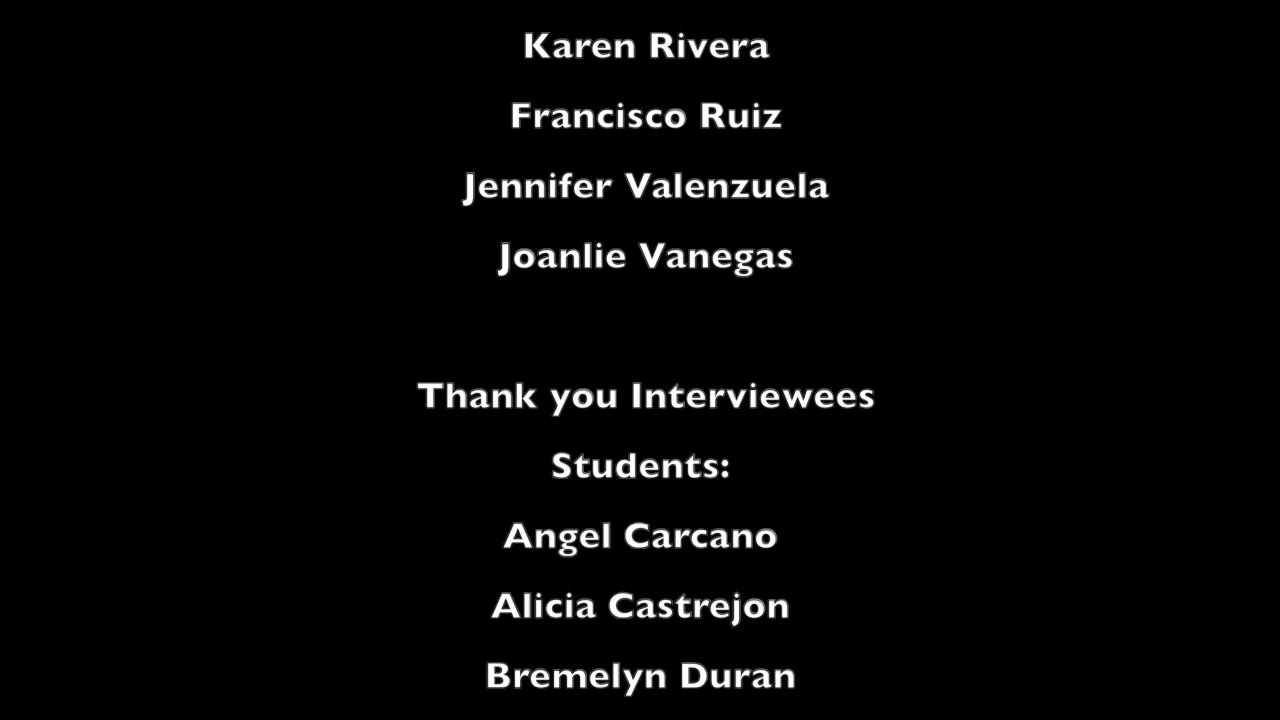 Karen Rivera
Francisco Ruiz
Jennifer Valenzuela
Joanlie Vanegas
Thank you Interviewees
Students:
Angel Carcano
Alicia Castrejon
Bremelyn Duran